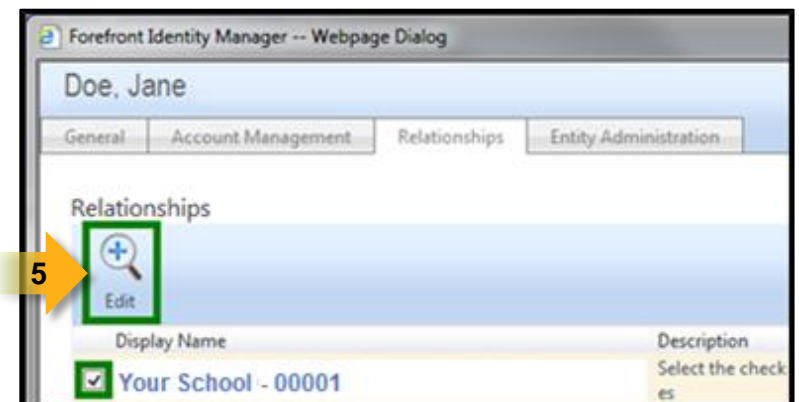 Forefront Identity Manager -- Webpage Dialog
Doe, Jane
General Account Management Relationships Entity Administration
Relationships
5
Edit
Display Name Description
Your School - 00001 Select the check
es